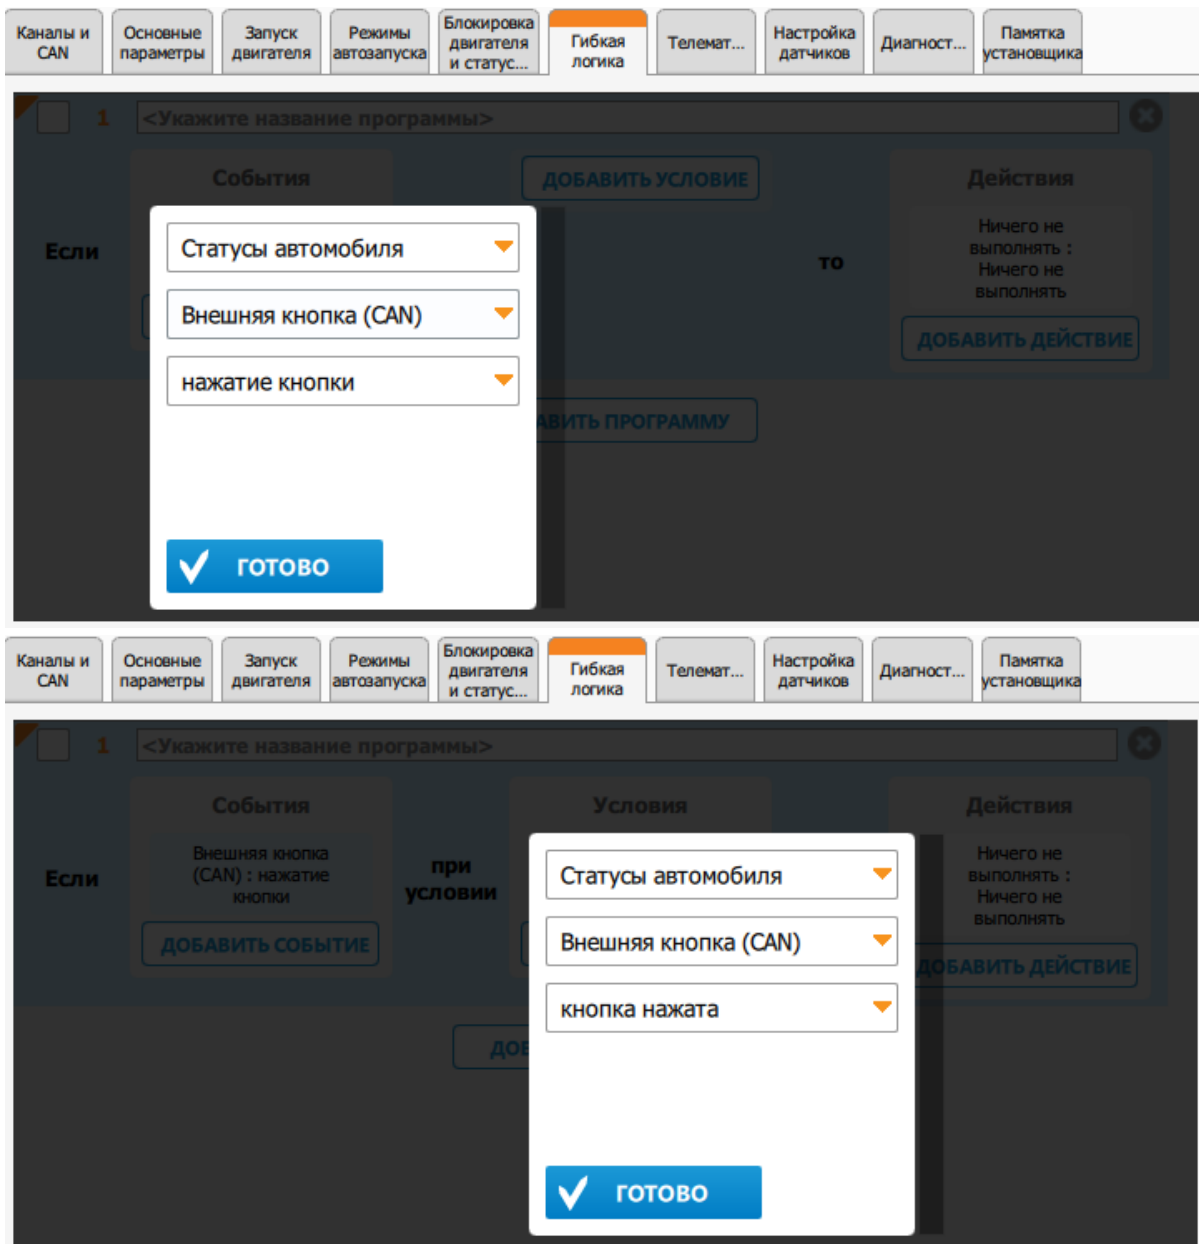 Каналы и
CAN
Основные
параметры
Запуск
двигателя
Режимы
автозапуска
Блокировка
двигателя
и статус...
Гибкая
логика
Телемат...
Настройка
датчиков
Диагност...
Памятка
установщика
1
<Укажите название программы>
События
ДОБАВИТЬ УСЛОВИЕ
Действия
Если
Статусы автомобиля
Внешняя кнопка (CAN)
нажатие кнопки
ГОТОВО
то
Ничего не
выполнять :
Ничего не
выполнять
ДОБАВИТЬ ДЕЙСТВИЕ
АВИТЬ ПРОГРАММУ
Каналы и
CAN
Основные
параметры
Запуск
двигателя
Режимы
автозапуска
Блокировка
двигателя
и статус...
Гибкая
логика
Телемат...
Настройка
датчиков
Диагност...
Памятка
установщика
1
<Укажите название программы>
События
Условия
Действия
Если
Внешняя кнопка
(CAN) : нажатие
кнопки
ДОБАВИТЬ СОБЫТИЕ
при
условии
Статусы автомобиля
Внешняя кнопка (CAN)
кнопка нажата
ГОТОВО
Ничего не
выполнять :
Ничего не
выполнять
ОБАВИТЬ ДЕЙСТВИЕ
ДОБ